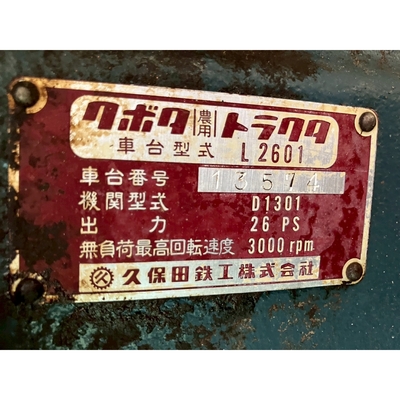 クボタ農用トラクタ
車台型式 L2601
車台番号 13574
機関型式 D1301
出力 26 PS
無負荷最高回転速度 3000 rpm
久保田鉄工株式会社